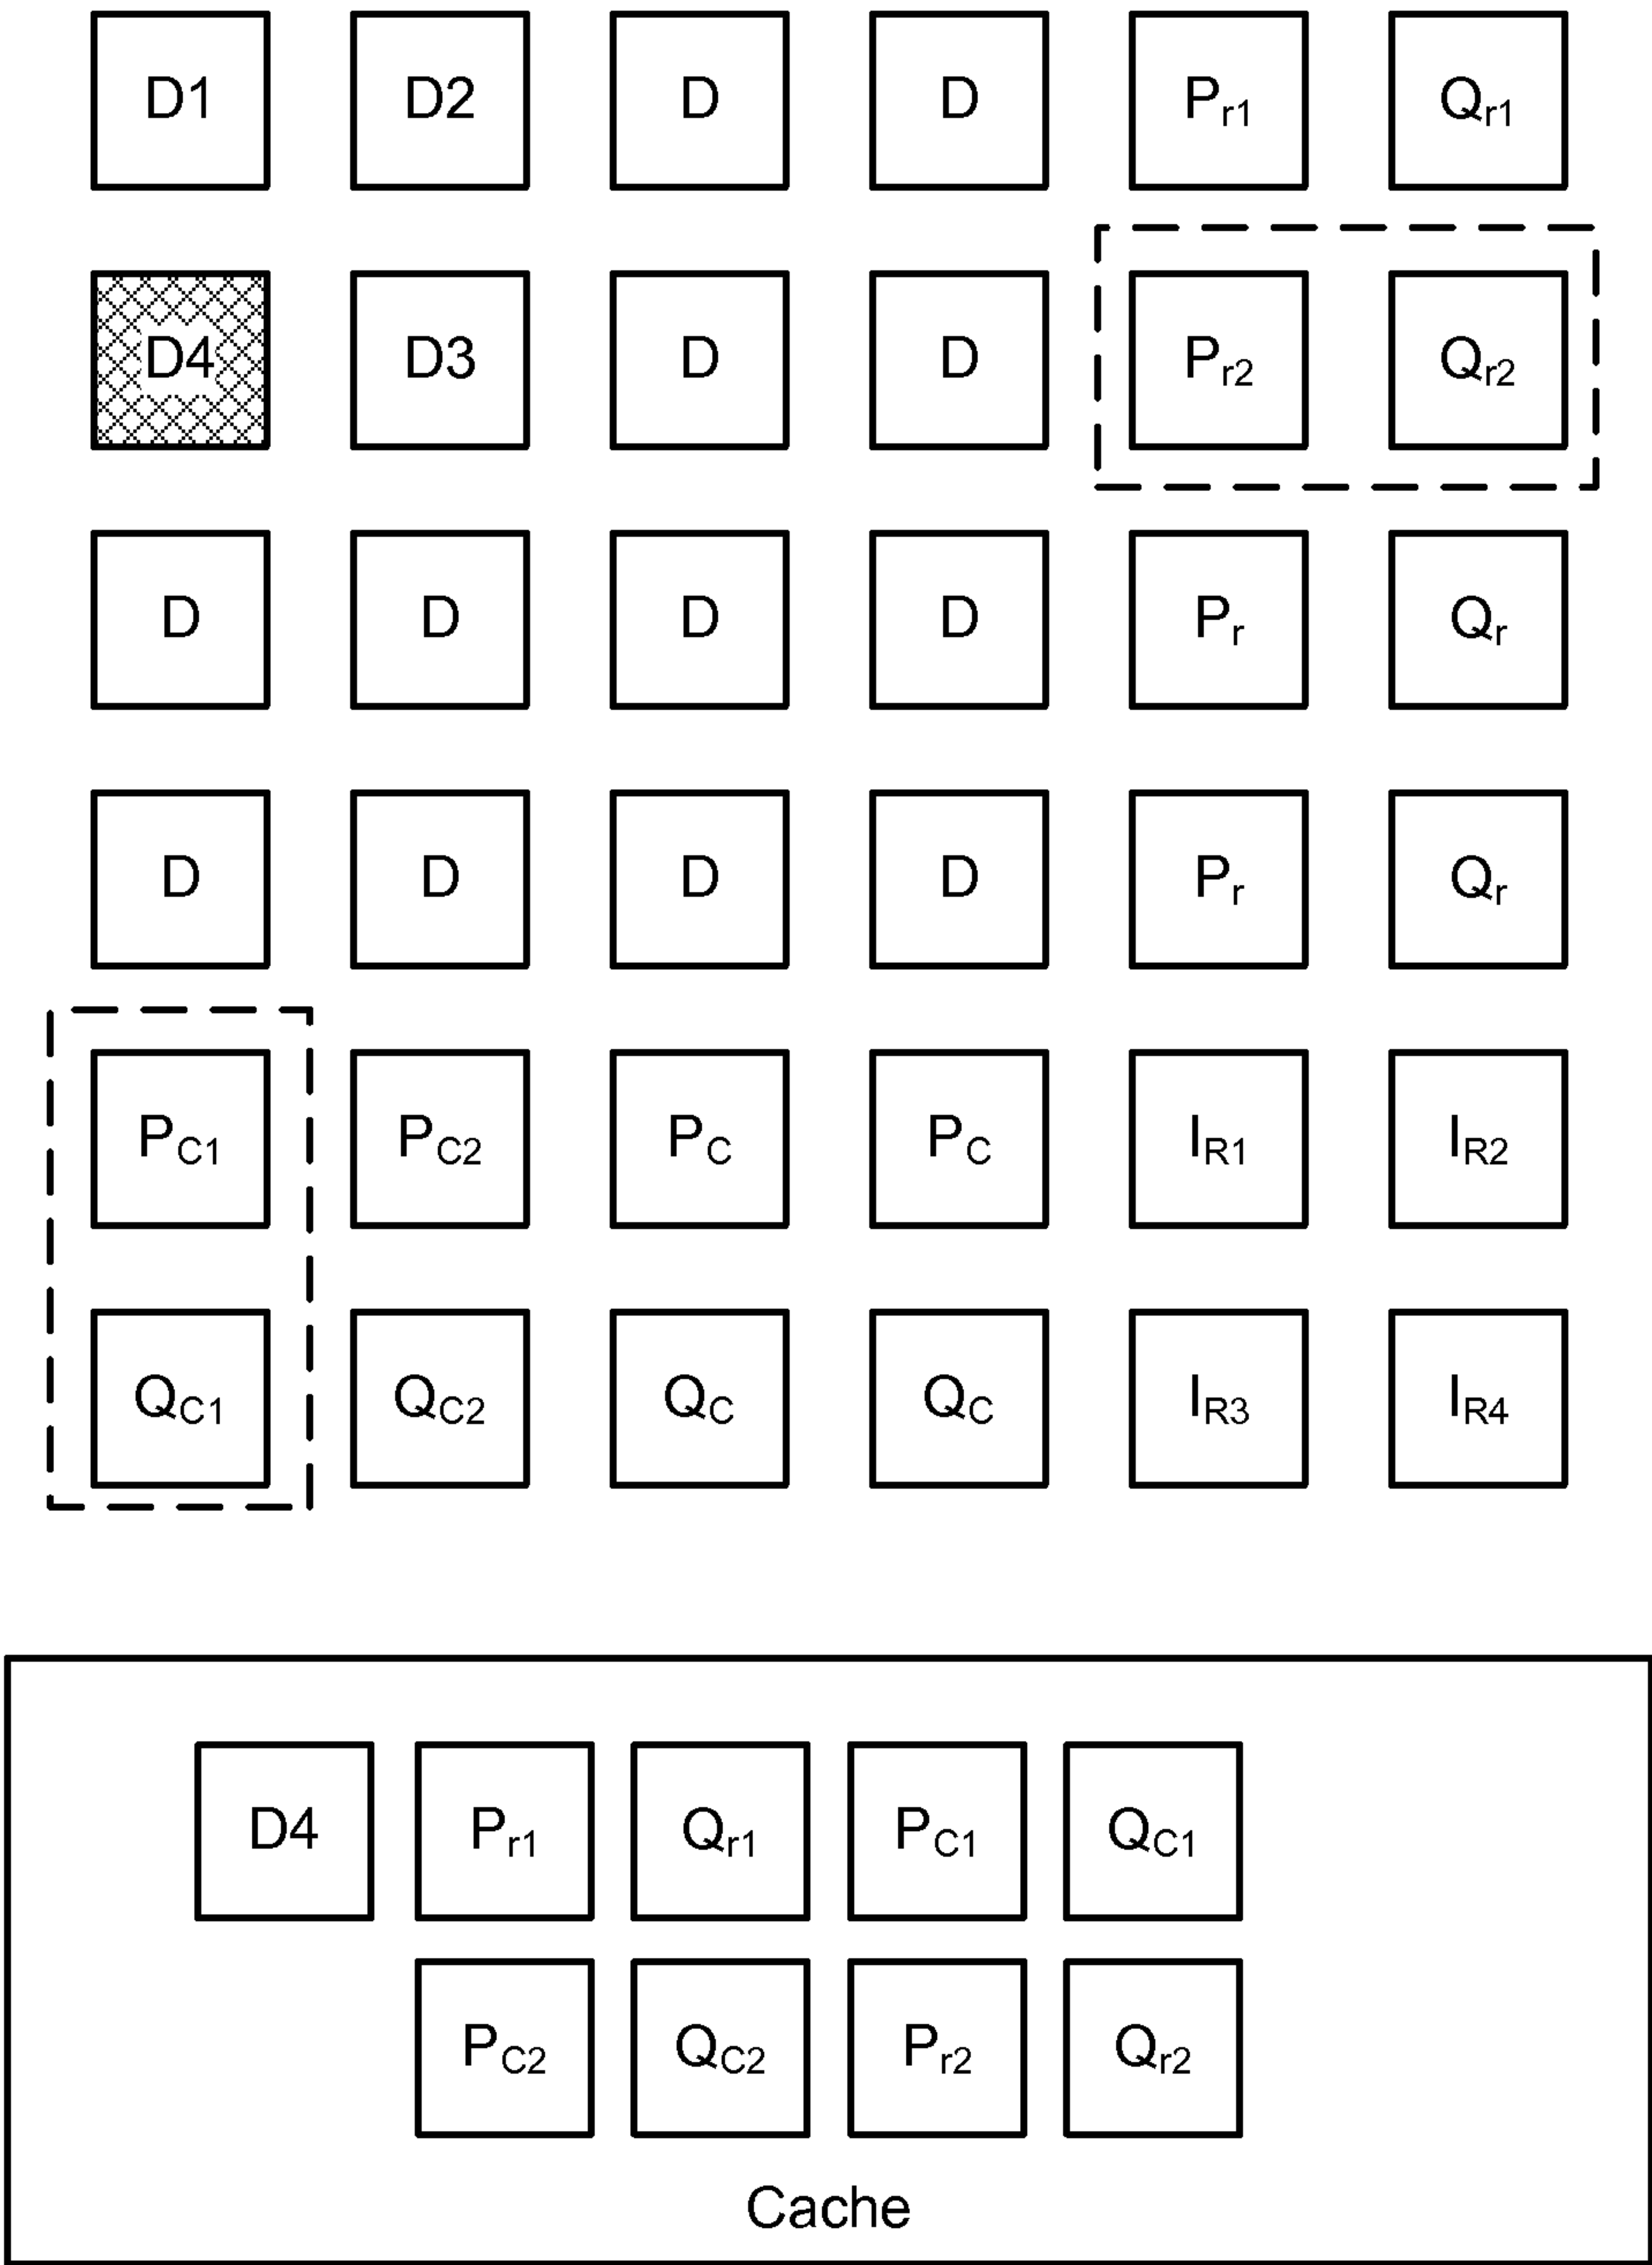 D1 D2 D D Pr1 Qr1
D4 D3 D D Pr2 Qr2
D D D D Pr Qr
D D D D Pr Qr
PC1 PC2 PC PC IR1 IR2
QC1 QC2 QC QC IR3 IR4
D4 Pr1 Qr1 PC1 QC1
PC2 QC2 Pr2 Qr2
Cache